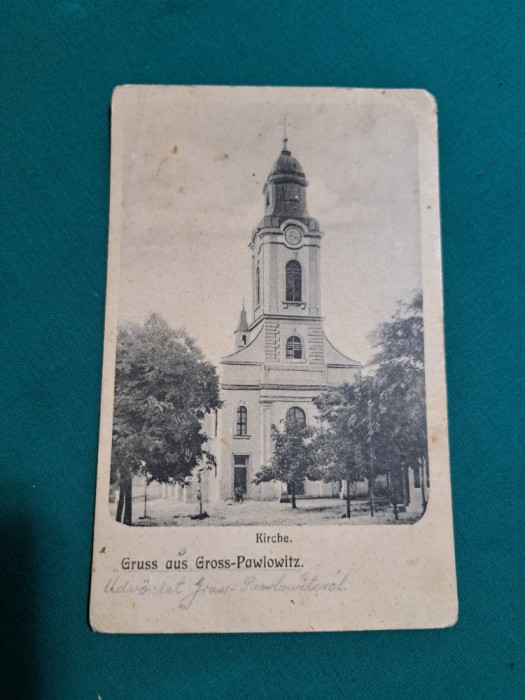 Kirche.
Gruss aus Gross-Pawlowitz.
Üdvözlet Gross-Pawlowitzról.